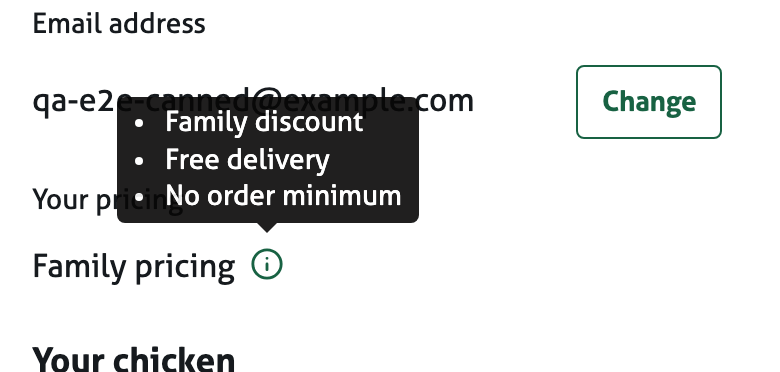 Email address
qa-e2e-canned@example.com
Change
Family discount
Free delivery
No order minimum
Your pricing
Family pricing
Your chicken